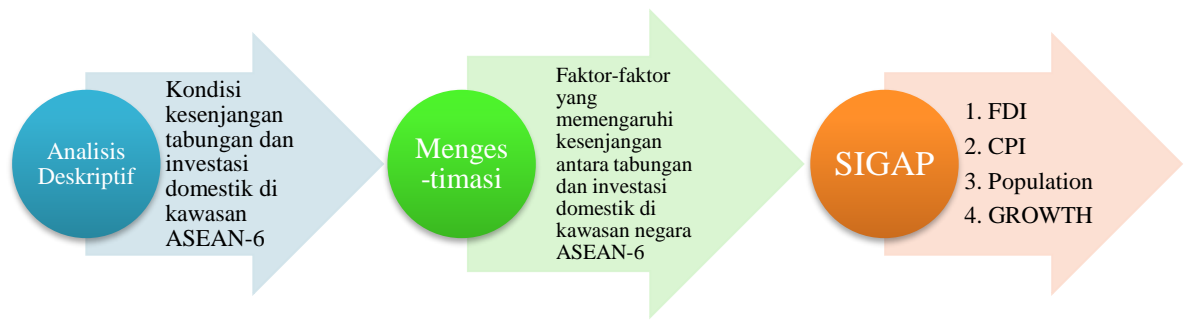 Analisis
Deskriptif
Kondisi
kesenjangan
tabungan dan
investasi
domestik di
kawasan
ASEAN-6
Menges
-timasi
Faktor-faktor
yang
memengaruhi
kesenjangan
antara tabungan
dan investasi
domestik di
kawasan negara
ASEAN-6
SIGAP
1. FDI
2. CPI
3. Population
4. GROWTH